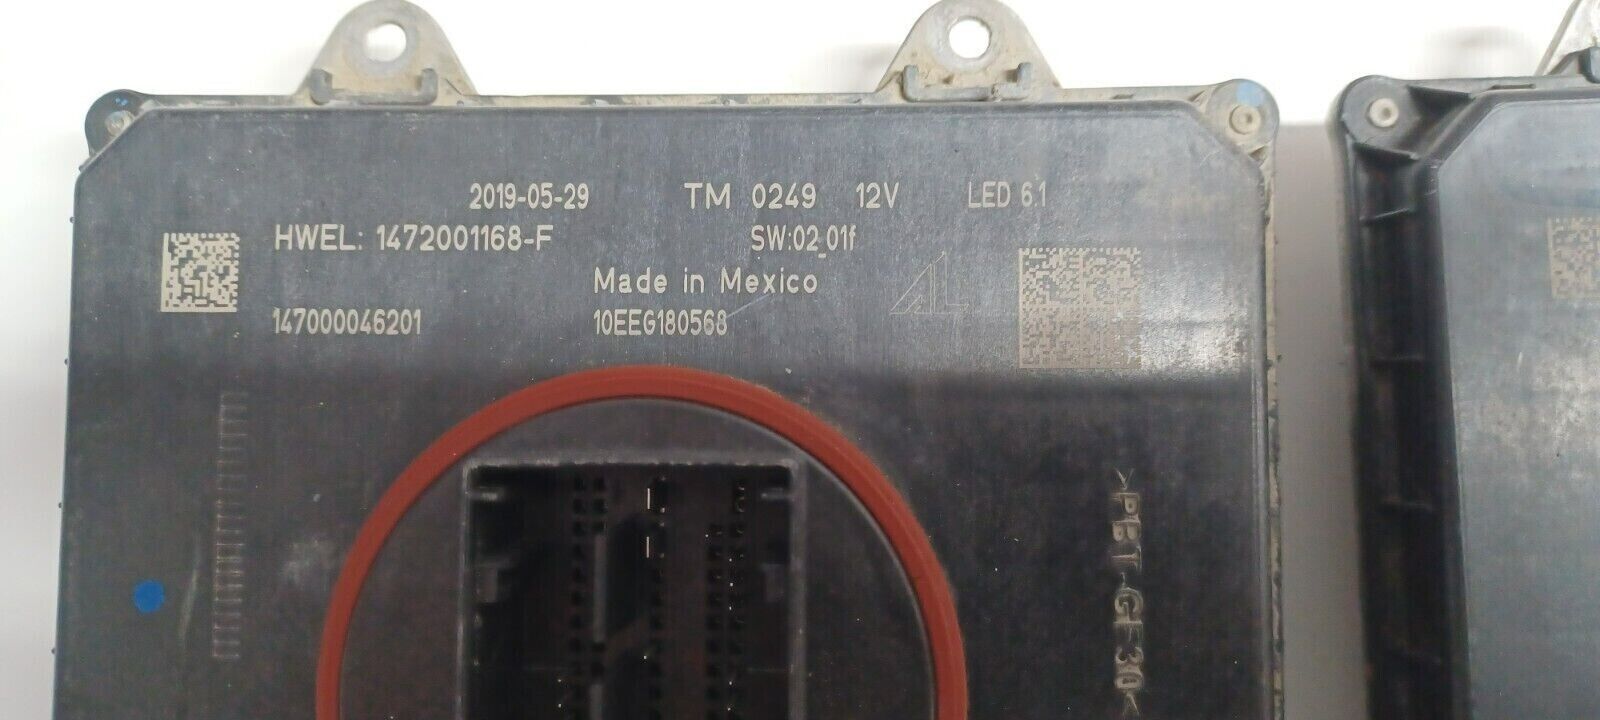 2019-05-29 TM 0249 12V LED 6.1
HWEL: 1472001168-F SW:02_01f
Made in Mexico AL
147000046201 10EEG180568
>PBT-GF30<